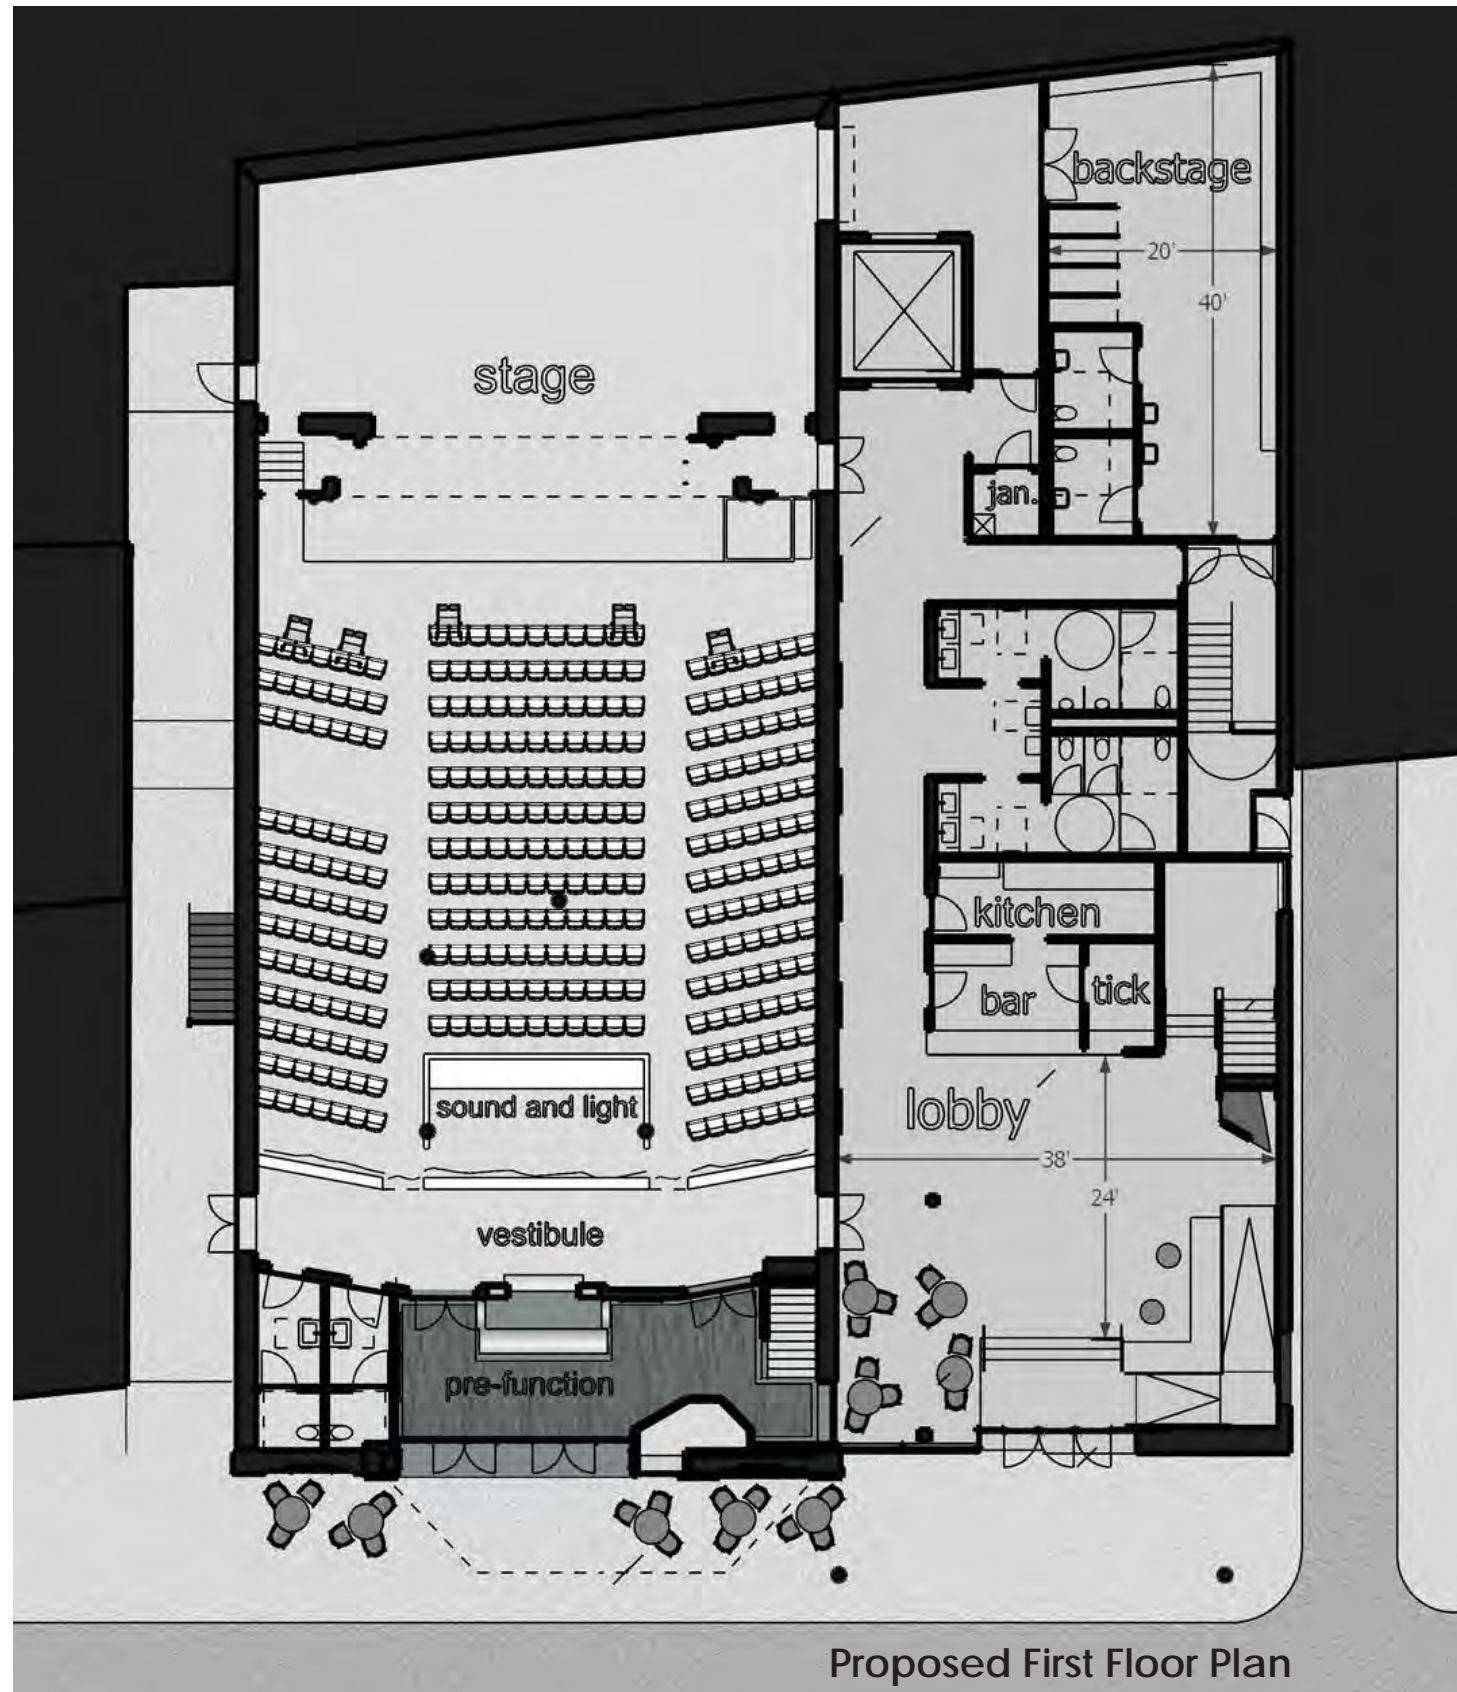 backstage
20'
40'
stage
jan.
kitchen
bar
tick
lobby
sound and light
38'
24'
vestibule
pre-function
Proposed First Floor Plan